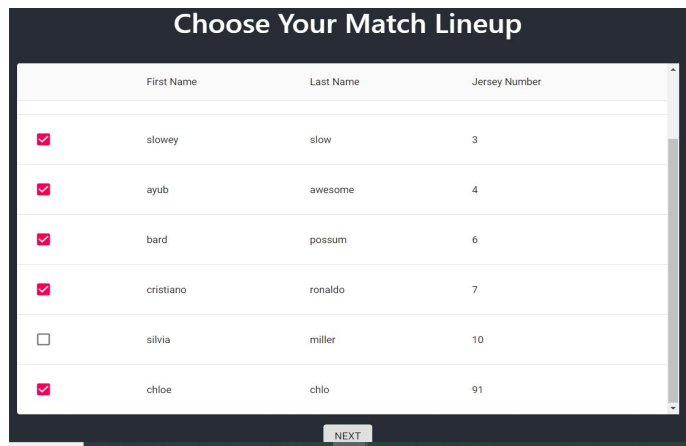 Choose Your Match Lineup
First Name Last Name Jersey Number
slowey slow 3
ayub awesome 4
bard possum 6
cristiano ronaldo 7
silvia miller 10
chloe chlo 91
NEXT